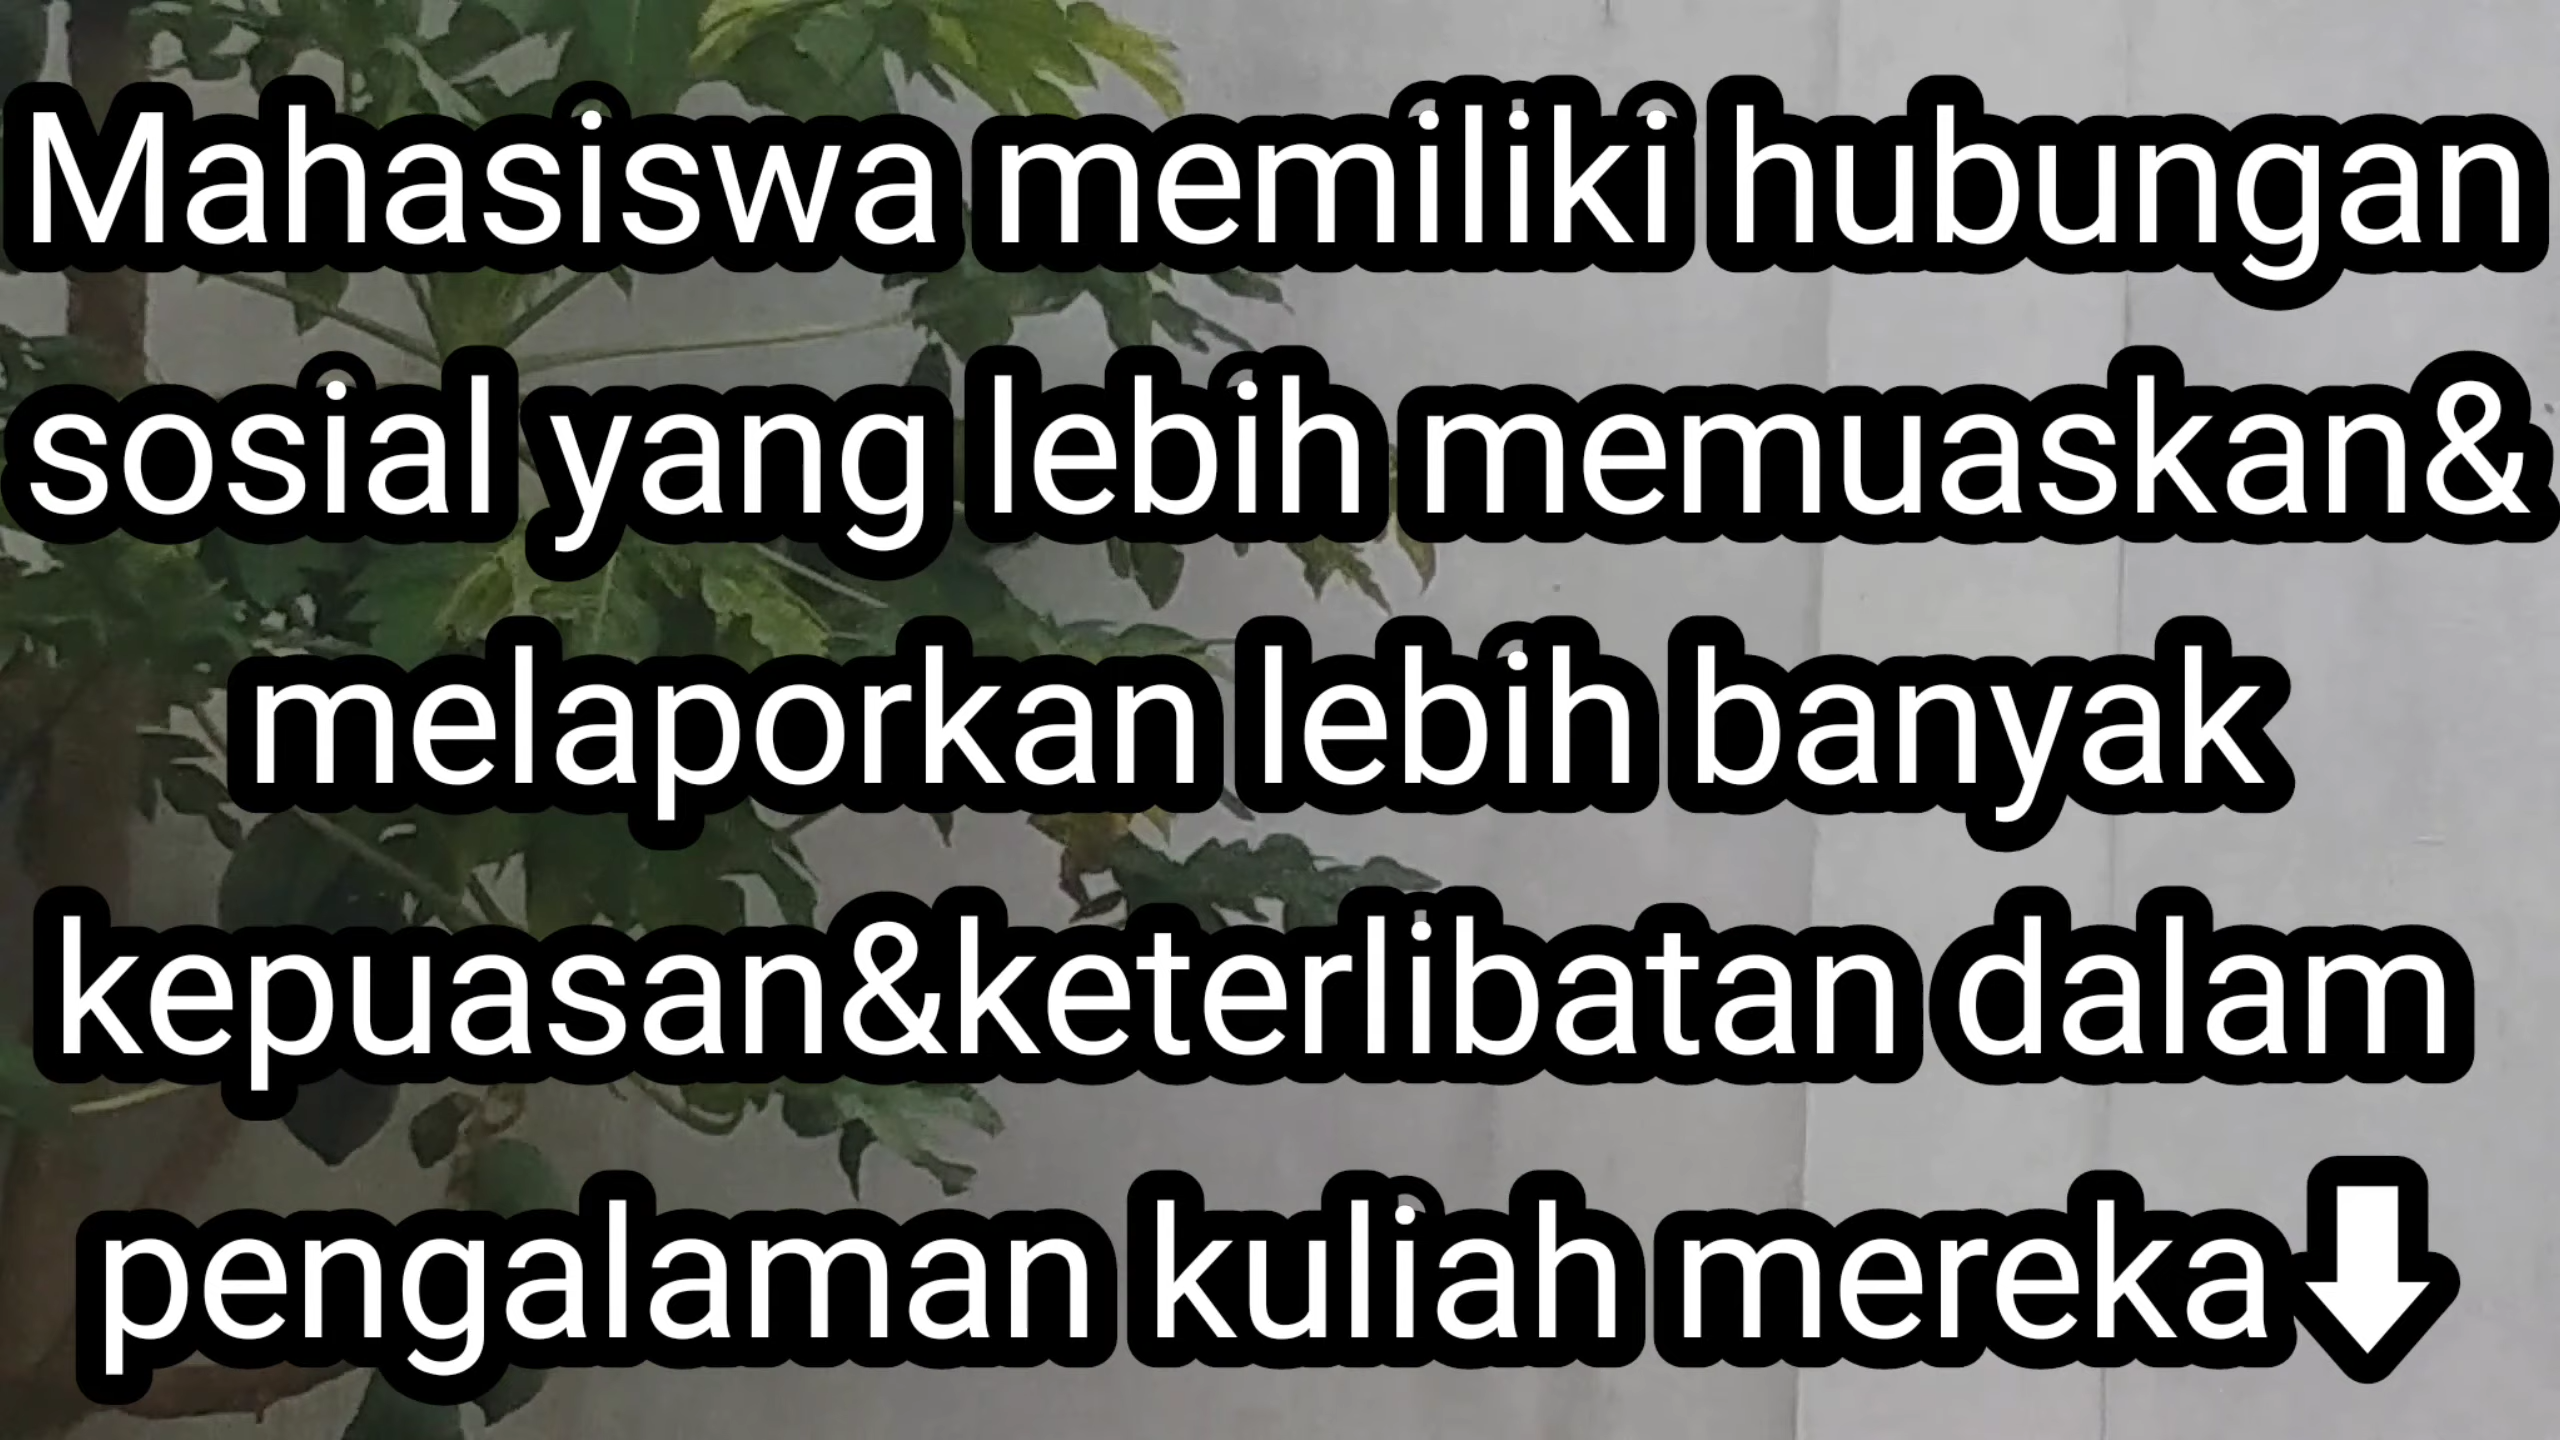 Mahasiswa memiliki hubungan
sosial yang lebih memuaskan&
melaporkan lebih banyak
kepuasan&keterlibatan dalam
pengalaman kuliah mereka⬇